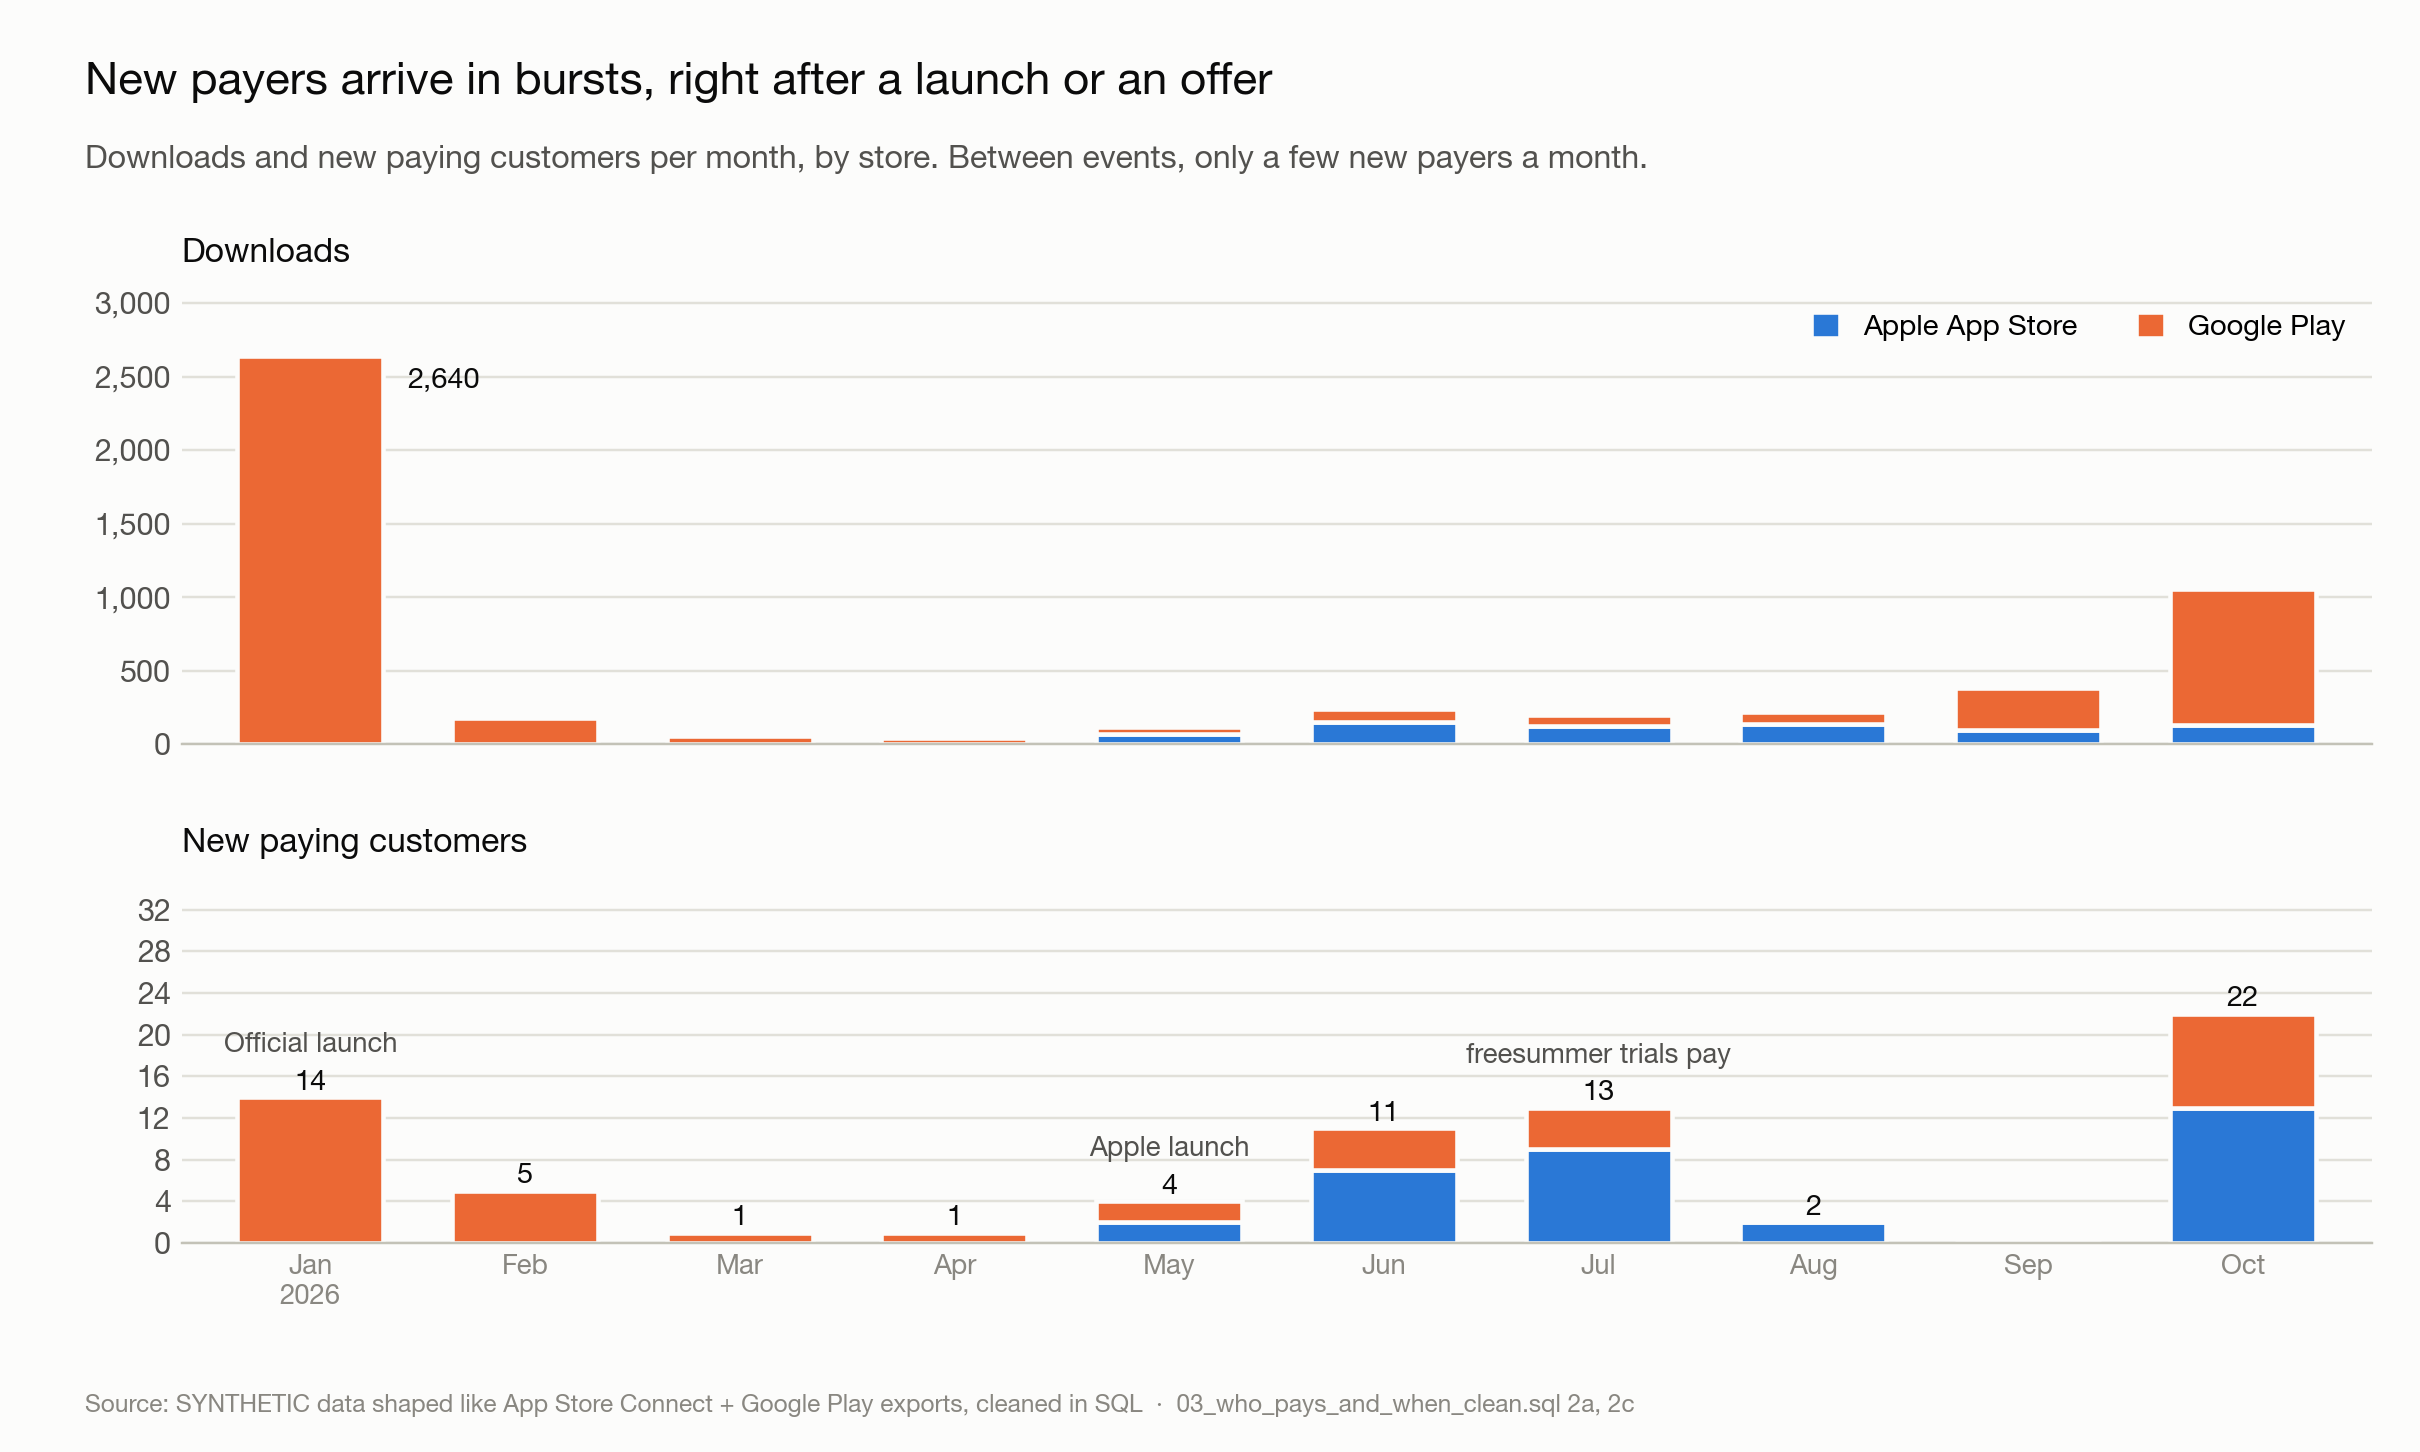 New payers arrive in bursts, right after a launch or an offer
Downloads and new paying customers per month, by store. Between events, only a few new payers a month.
Downloads
3,000
Apple App Store Google Play
2,500
2,640
2,000
1,500
1,000
500
0
New paying customers
32
28
24
22
20
Official launch
freesummer trials pay
16
14
13
12
11
Apple launch
8
5
4
4
1
1
2
0
Jan Feb Mar Apr May Jun Jul Aug Sep Oct
2026
Source: SYNTHETIC data shaped like App Store Connect + Google Play exports, cleaned in SQL · 03_who_pays_and_when_clean.sql 2a, 2c